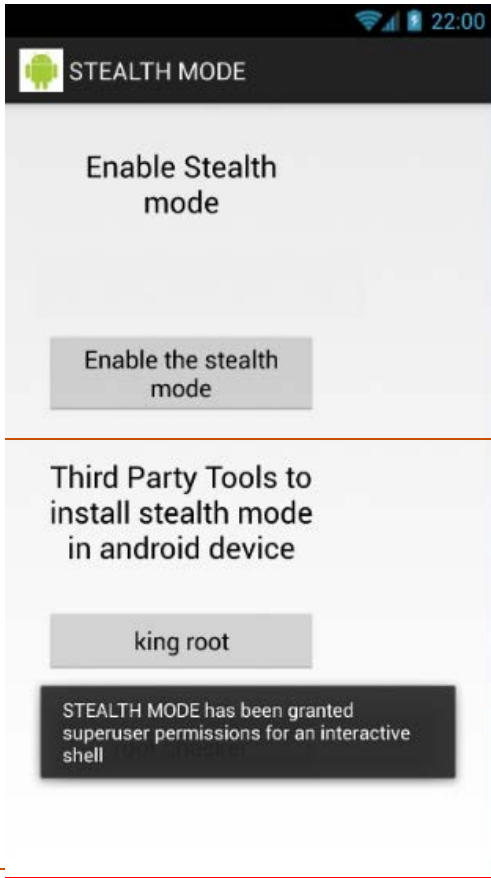 22:00
STEALTH MODE
Enable Stealth
mode
Enable the stealth
mode
Third Party Tools to
install stealth mode
in android device
king root
STEALTH MODE has been granted
superuser permissions for an interactive
shell